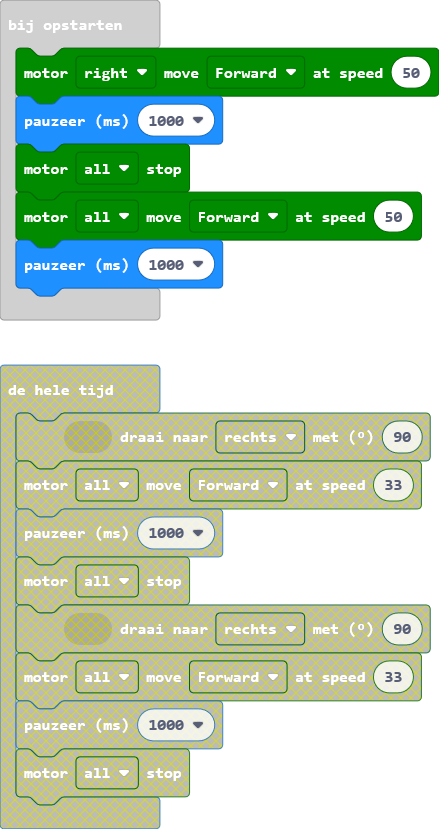 bij opstarten
motor right move Forward at speed 50
pauzeer (ms) 1000
motor all stop
motor all move Forward at speed 50
pauzeer (ms) 1000
de hele tijd
draai naar rechts met (º) 90
motor all move Forward at speed 33
pauzeer (ms) 1000
motor all stop
draai naar rechts met (º) 90
motor all move Forward at speed 33
pauzeer (ms) 1000
motor all stop